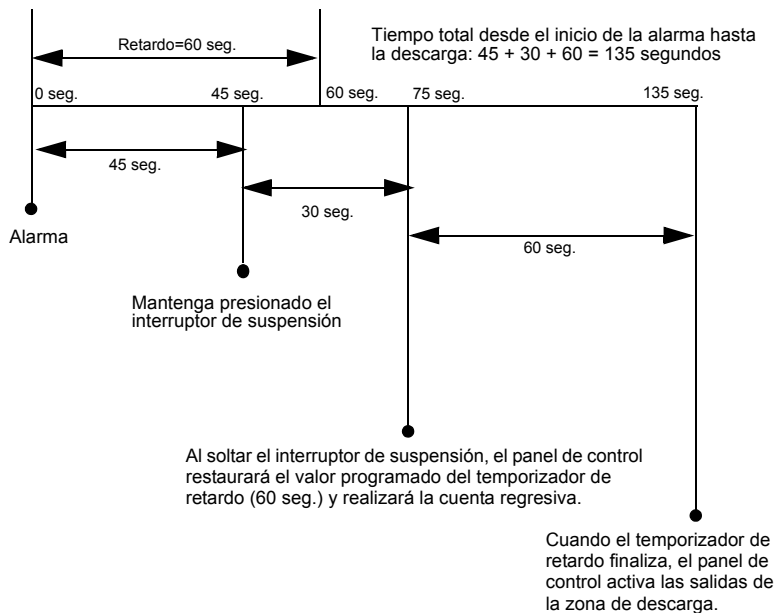 Retardo=60 seg.
Tiempo total desde el inicio de la alarma hasta
la descarga: 45 + 30 + 60 = 135 segundos
0 seg.
45 seg.
60 seg.
75 seg.
135 seg.
45 seg.
30 seg.
60 seg.
Alarma
Mantenga presionado el
interruptor de suspensión
Al soltar el interruptor de suspensión, el panel de control
restaurará el valor programado del temporizador de
retardo (60 seg.) y realizará la cuenta regresiva.
Cuando el temporizador de
retardo finaliza, el panel de
control activa las salidas de
la zona de descarga.